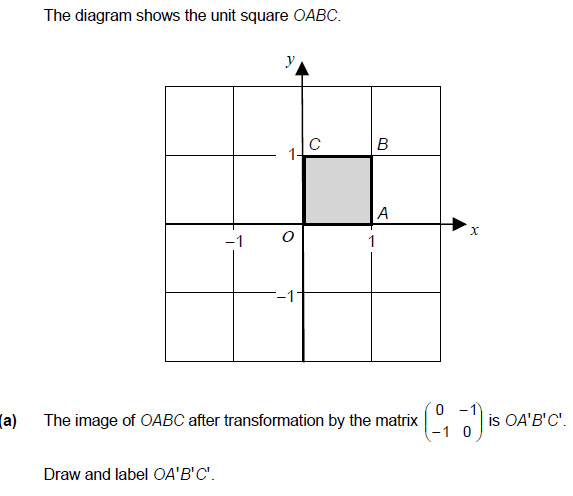 The diagram shows the unit square OABC.
y
C
B
1
A
x
–1
O
1
–1
(a) The image of OABC after transformation by the matrix (0 –1
–1 0) is OA'B'C'.
Draw and label OA'B'C'.